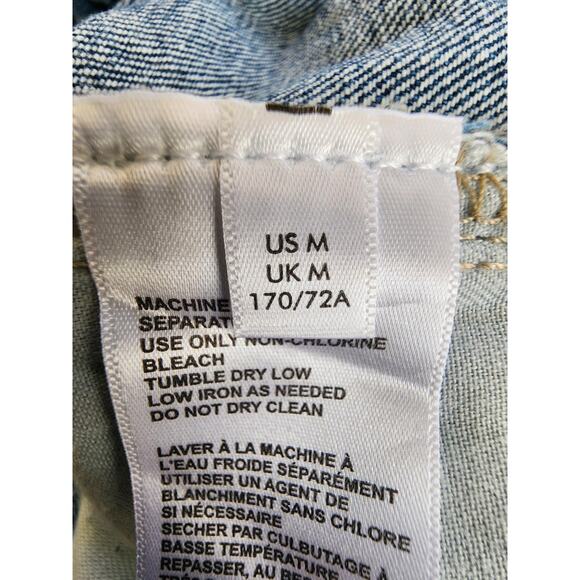 US M
UK M
170/72A
MACHINE
USE ONLY NON-CHLORINE
BLEACH
TUMBLE DRY LOW
LOW IRON AS NEEDED
DO NOT DRY CLEAN
LAVER À LA MACHINE À
L'EAU FROIDE SÉPARÉMENT
UTILISER UN AGENT DE
BLANCHIMENT SANS CHLORE
SI NÉCESSAIRE
SECHER PAR CULBUTAGE À
BASSE TEMPÉRATURE
REPASSER, AU